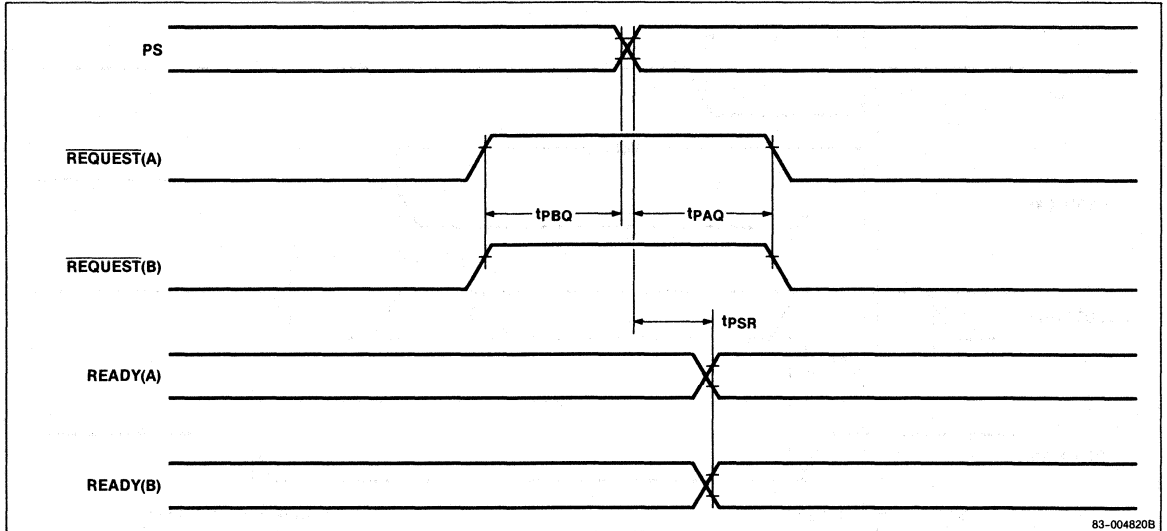 PS
REQUEST(A)
tPBQ
tPAQ
REQUEST(B)
tPSR
READY(A)
READY(B)
83-004820B